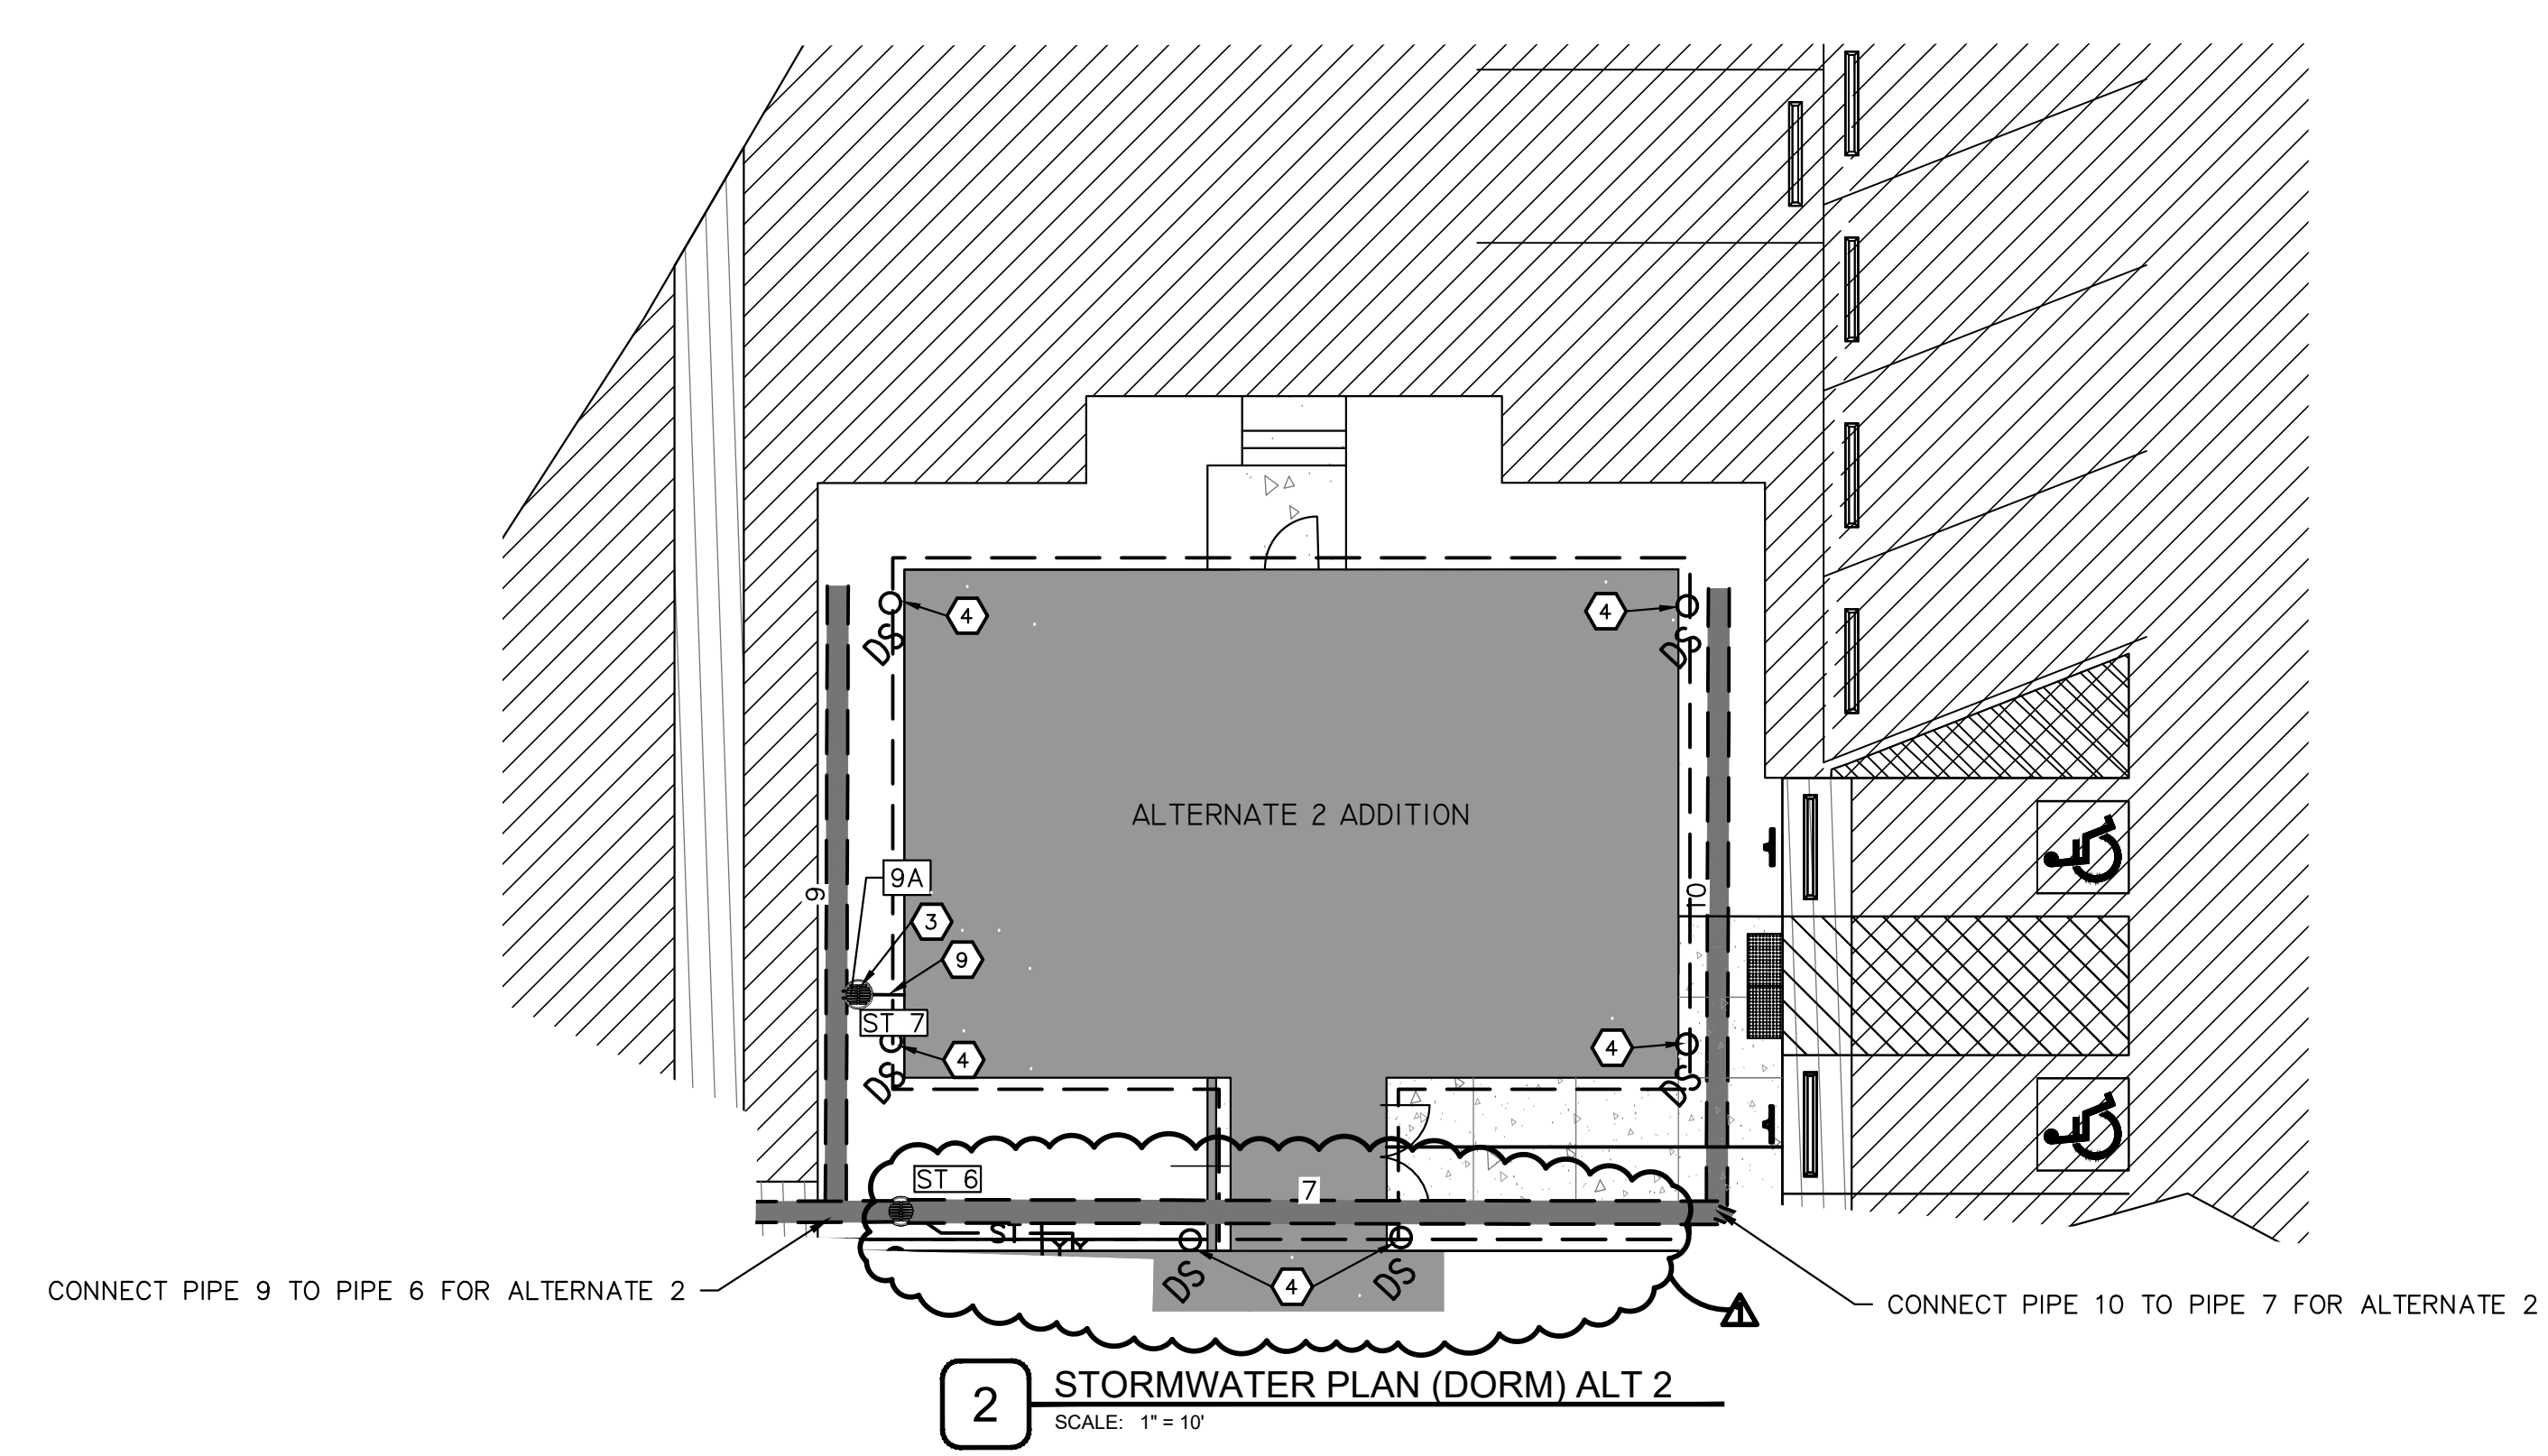 4
4
DS
DS
ALTERNATE 2 ADDITION
9A
9
10
3
9
ST 7
4
4
DS
DS
ST 6
7
ST
CONNECT PIPE 9 TO PIPE 6 FOR ALTERNATE 2
DS
4
DS
1
CONNECT PIPE 10 TO PIPE 7 FOR ALTERNATE 2
2
STORMWATER PLAN (DORM) ALT 2
SCALE: 1" = 10'